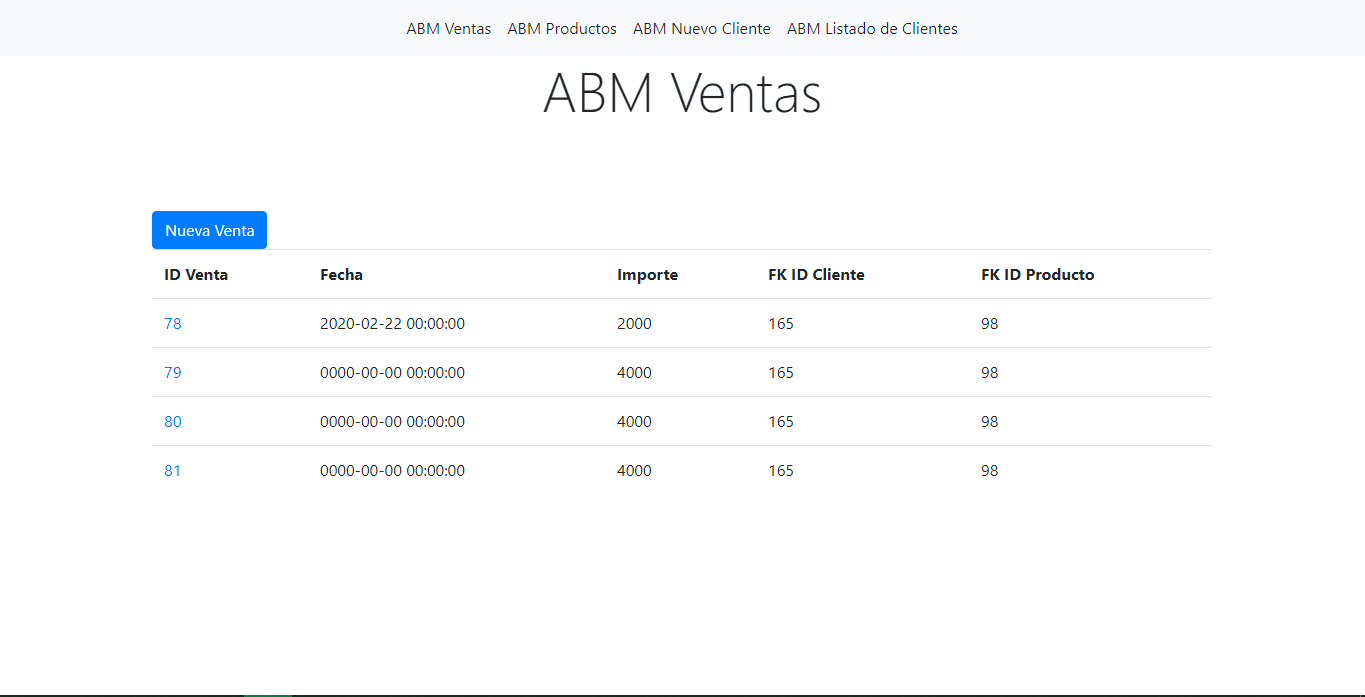 ABM Ventas ABM Productos ABM Nuevo Cliente ABM Listado de Clientes
ABM Ventas
Nueva Venta
ID Venta Fecha Importe FK ID Cliente FK ID Producto
78 2020-02-22 00:00:00 2000 165 98
79 0000-00-00 00:00:00 4000 165 98
80 0000-00-00 00:00:00 4000 165 98
81 0000-00-00 00:00:00 4000 165 98